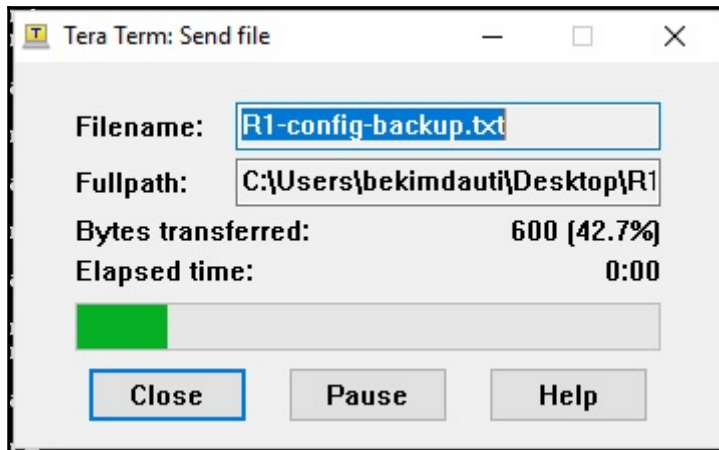 Tera Term: Send file
Filename: R1-config-backup.txt
Fullpath: C:\Users\bekimdauti\Desktop\R1
Bytes transferred: 600 (42.7%)
Elapsed time: 0:00
Close Pause Help